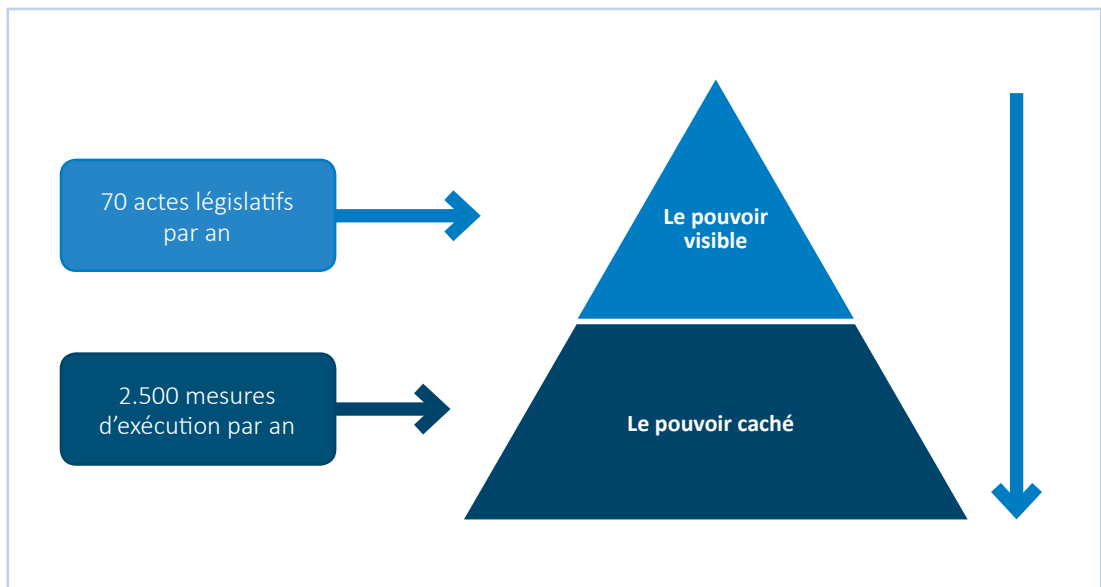 70 actes législatifs
par an
Le pouvoir
visible
2.500 mesures
d’exécution par an
Le pouvoir caché